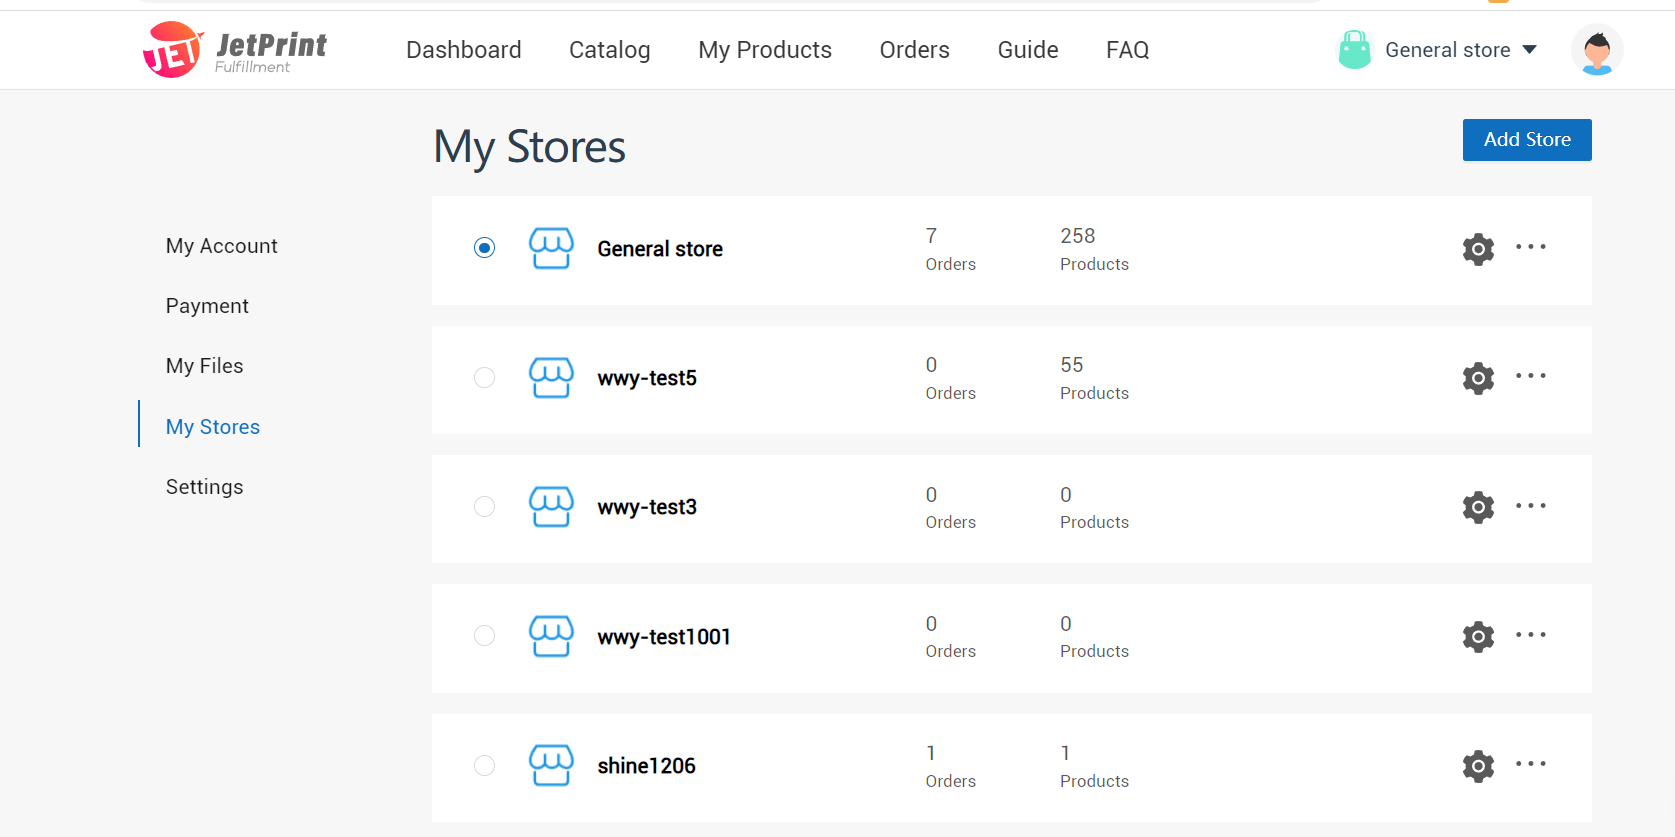 JET JetPrint
Fulfillment
Dashboard Catalog My Products Orders Guide FAQ General store
My Stores Add Store
My Account
Payment
My Files
My Stores
Settings
General store 7 Orders 258 Products
wwy-test5 0 Orders 55 Products
wwy-test3 0 Orders 0 Products
wwy-test1001 0 Orders 0 Products
shine1206 1 Orders 1 Products